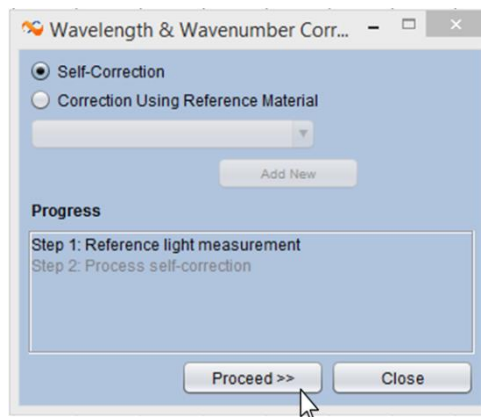 Wavelength & Wavenumber Corr...
Self-Correction
Correction Using Reference Material
Add New
Progress
Step 1: Reference light measurement
Step 2: Process self-correction
Proceed >>
Close